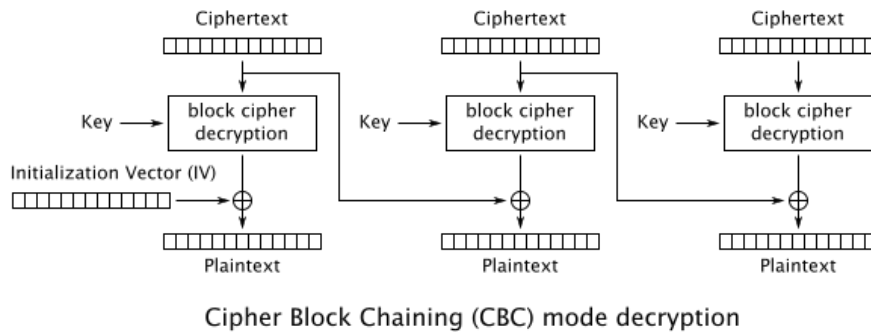 Ciphertext
Ciphertext
Ciphertext
Key
block cipher
decryption
Key
block cipher
decryption
Key
block cipher
decryption
Initialization Vector (IV)
Plaintext
Plaintext
Plaintext
Cipher Block Chaining (CBC) mode decryption